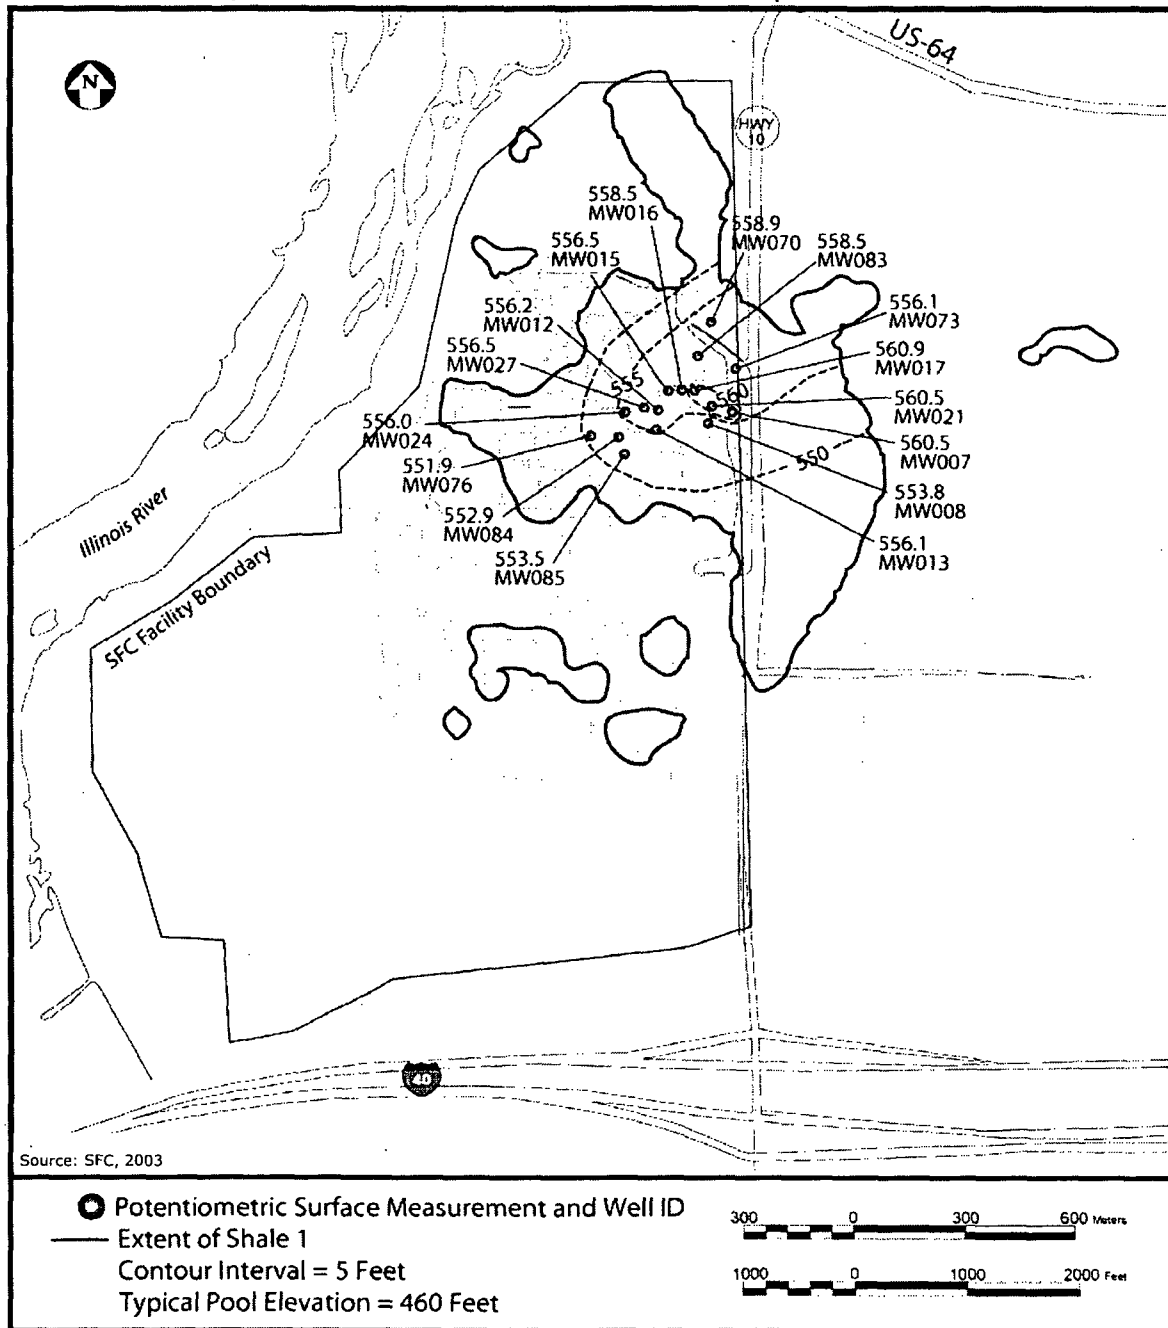 US-64
N
HWY
10
558.5
MW016
558.9
MW070
556.5
MW015
558.5
MW083
556.2
MW012
556.1
MW073
556.5
MW027
560.9
MW017
555
560
560.5
MW021
556.0
MW024
560.5
MW007
550
551.9
MW076
553.8
MW008
552.9
MW084
556.1
MW013
553.5
MW085
Illinois River
SFC Facility Boundary
40
Source: SFC, 2003
Potentiometric Surface Measurement and Well ID
Extent of Shale 1
Contour Interval = 5 Feet
Typical Pool Elevation = 460 Feet
300 0 300 600 Meters
1000 0 1000 2000 Feet